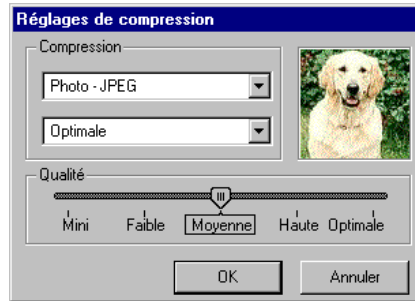 Réglages de compression
Compression
Photo - JPEG
Optimale
Qualité
Mini Faible Moyenne Haute Optimale
OK Annuler